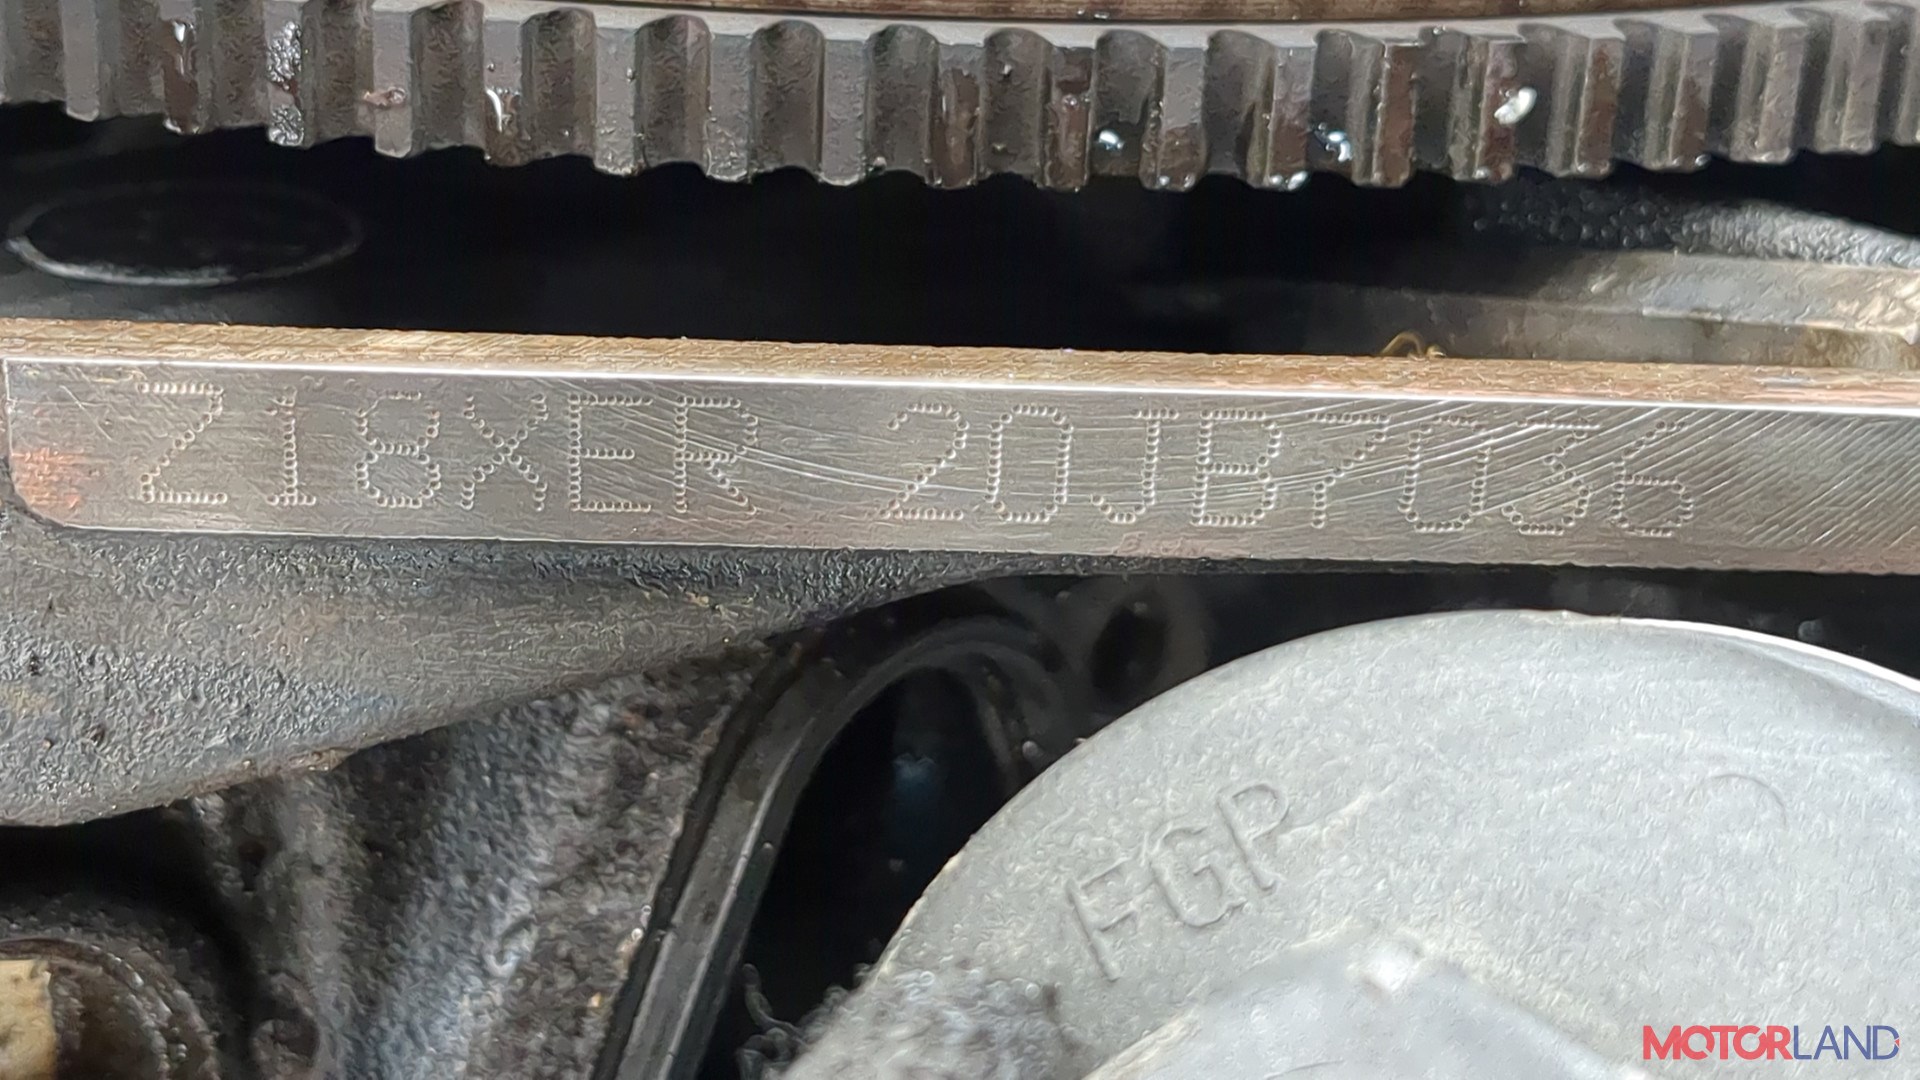 Z18XER 20JB7036
FGP
MOTORLAND